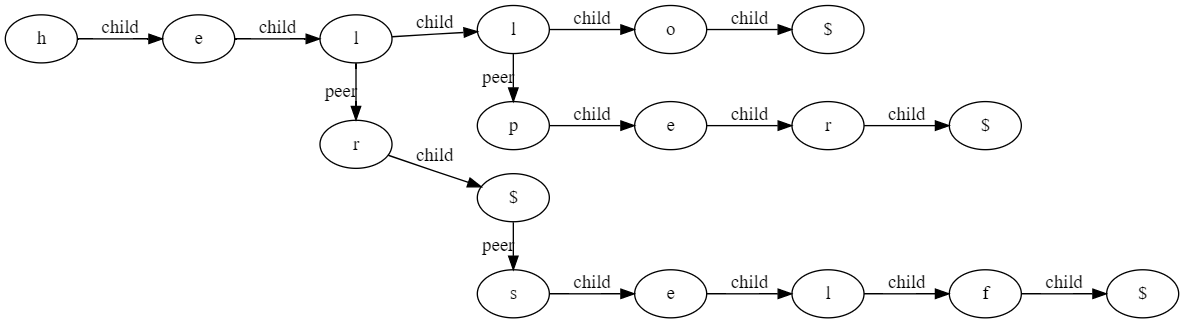 h child e child l child l child o child $
peer peer
p child e child r child $
r child $
peer
s child e child l child f child $